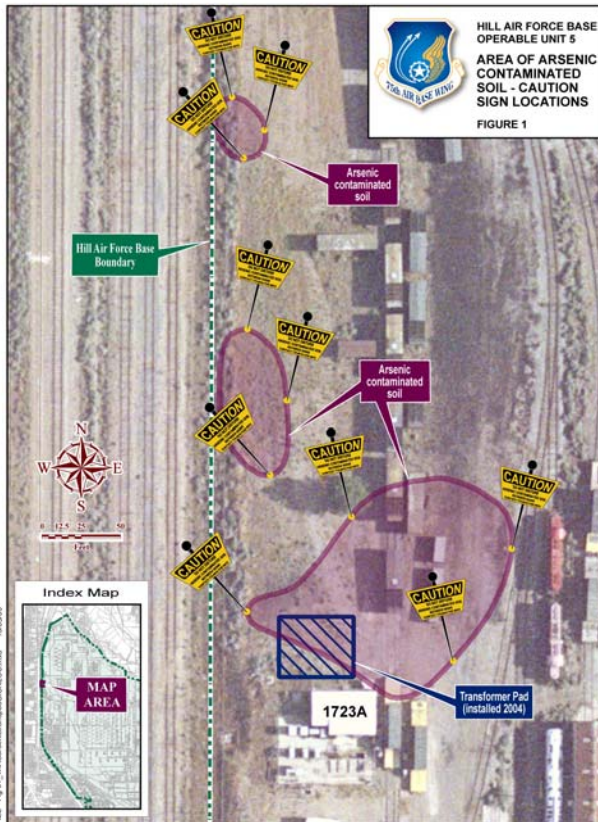 HILL AIR FORCE BASE
OPERABLE UNIT 5
AREA OF ARSENIC
CONTAMINATED
SOIL - CAUTION
SIGN LOCATIONS
FIGURE 1
75th AIR BASE WING
CAUTION
CAUTION
CAUTION
Arsenic
contaminated
soil
Hill Air Force Base
Boundary
CAUTION
CAUTION
Arsenic
contaminated
soil
CAUTION
CAUTION
CAUTION
N
W E
S
0 12.5 25 50
Feet
CAUTION
CAUTION
Index Map
MAP
AREA
Transformer Pad
(installed 2004)
1723A